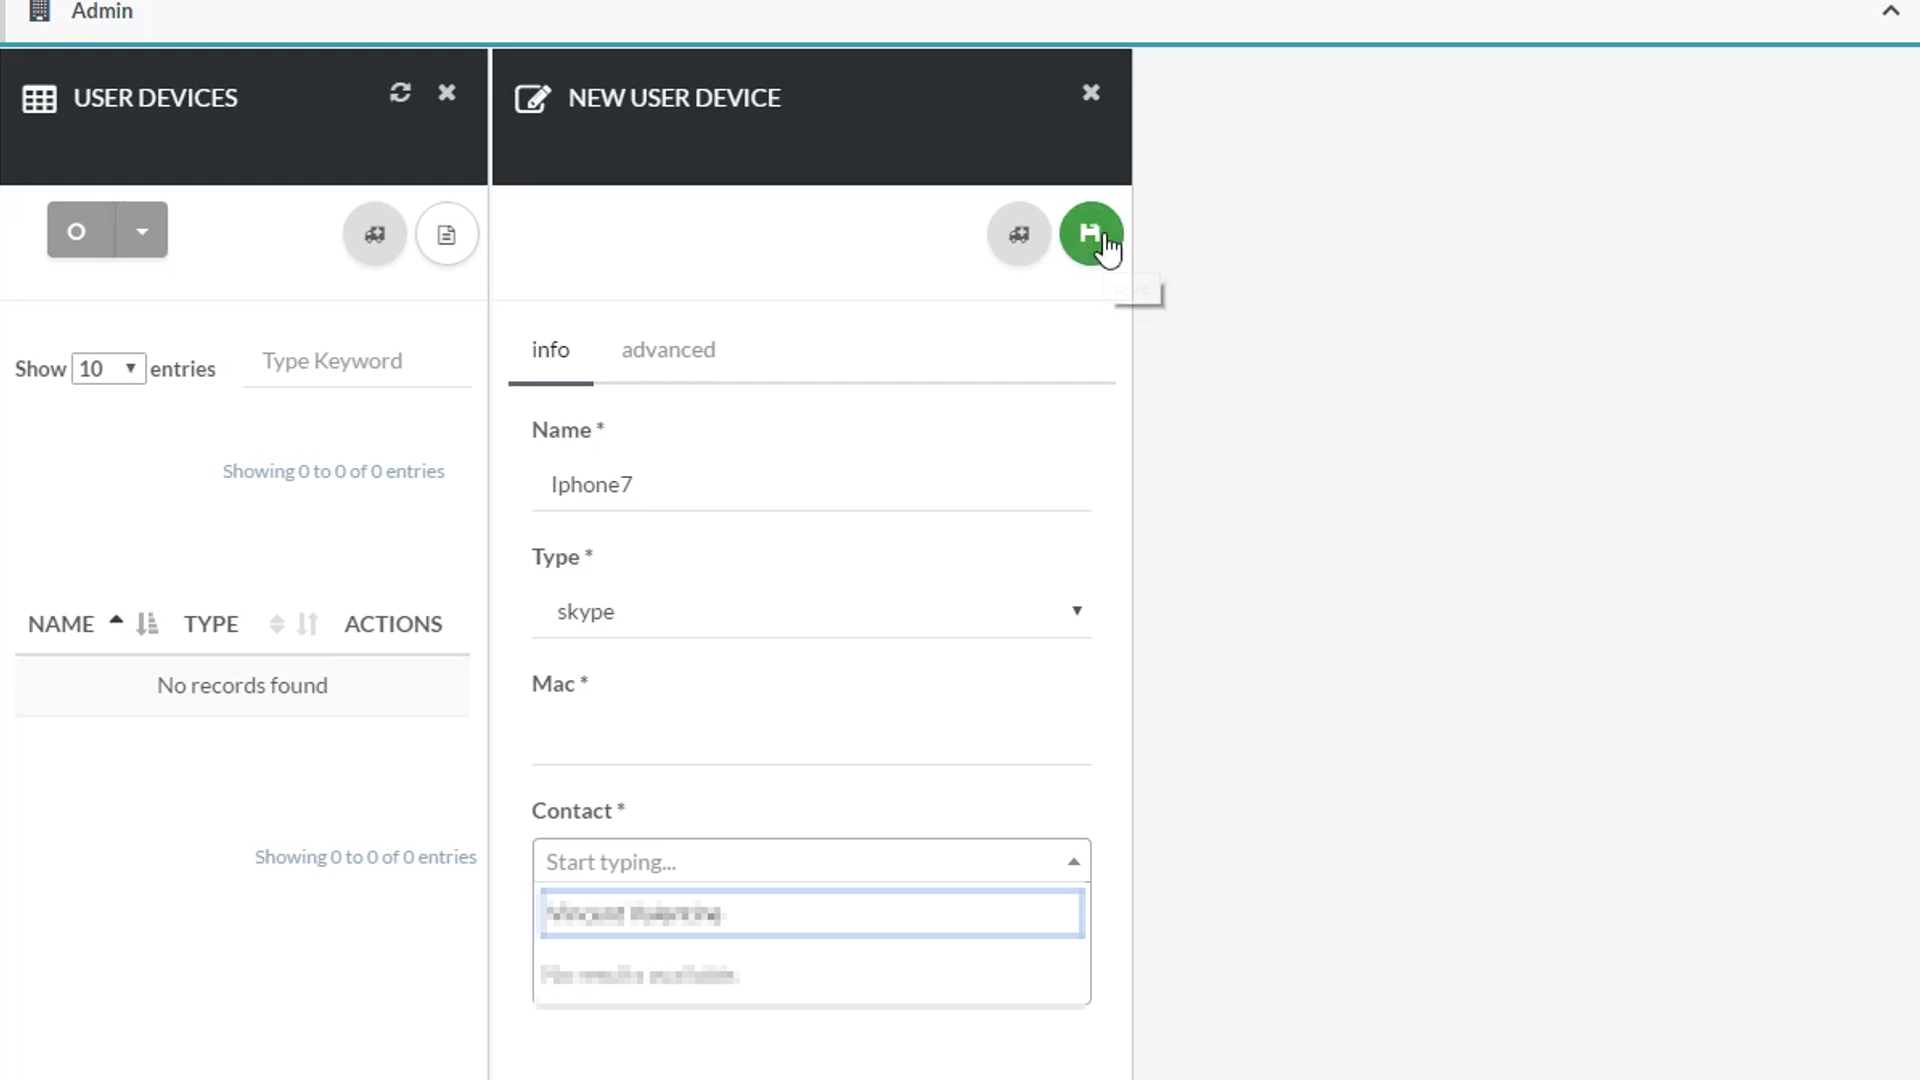 Admin
USER DEVICES
Show 10 entries
Type Keyword
Showing 0 to 0 of 0 entries
NAME TYPE ACTIONS
No records found
Showing 0 to 0 of 0 entries
NEW USER DEVICE
info advanced
Name *
Iphone7
Type *
skype
Mac *
Contact *
Start typing...